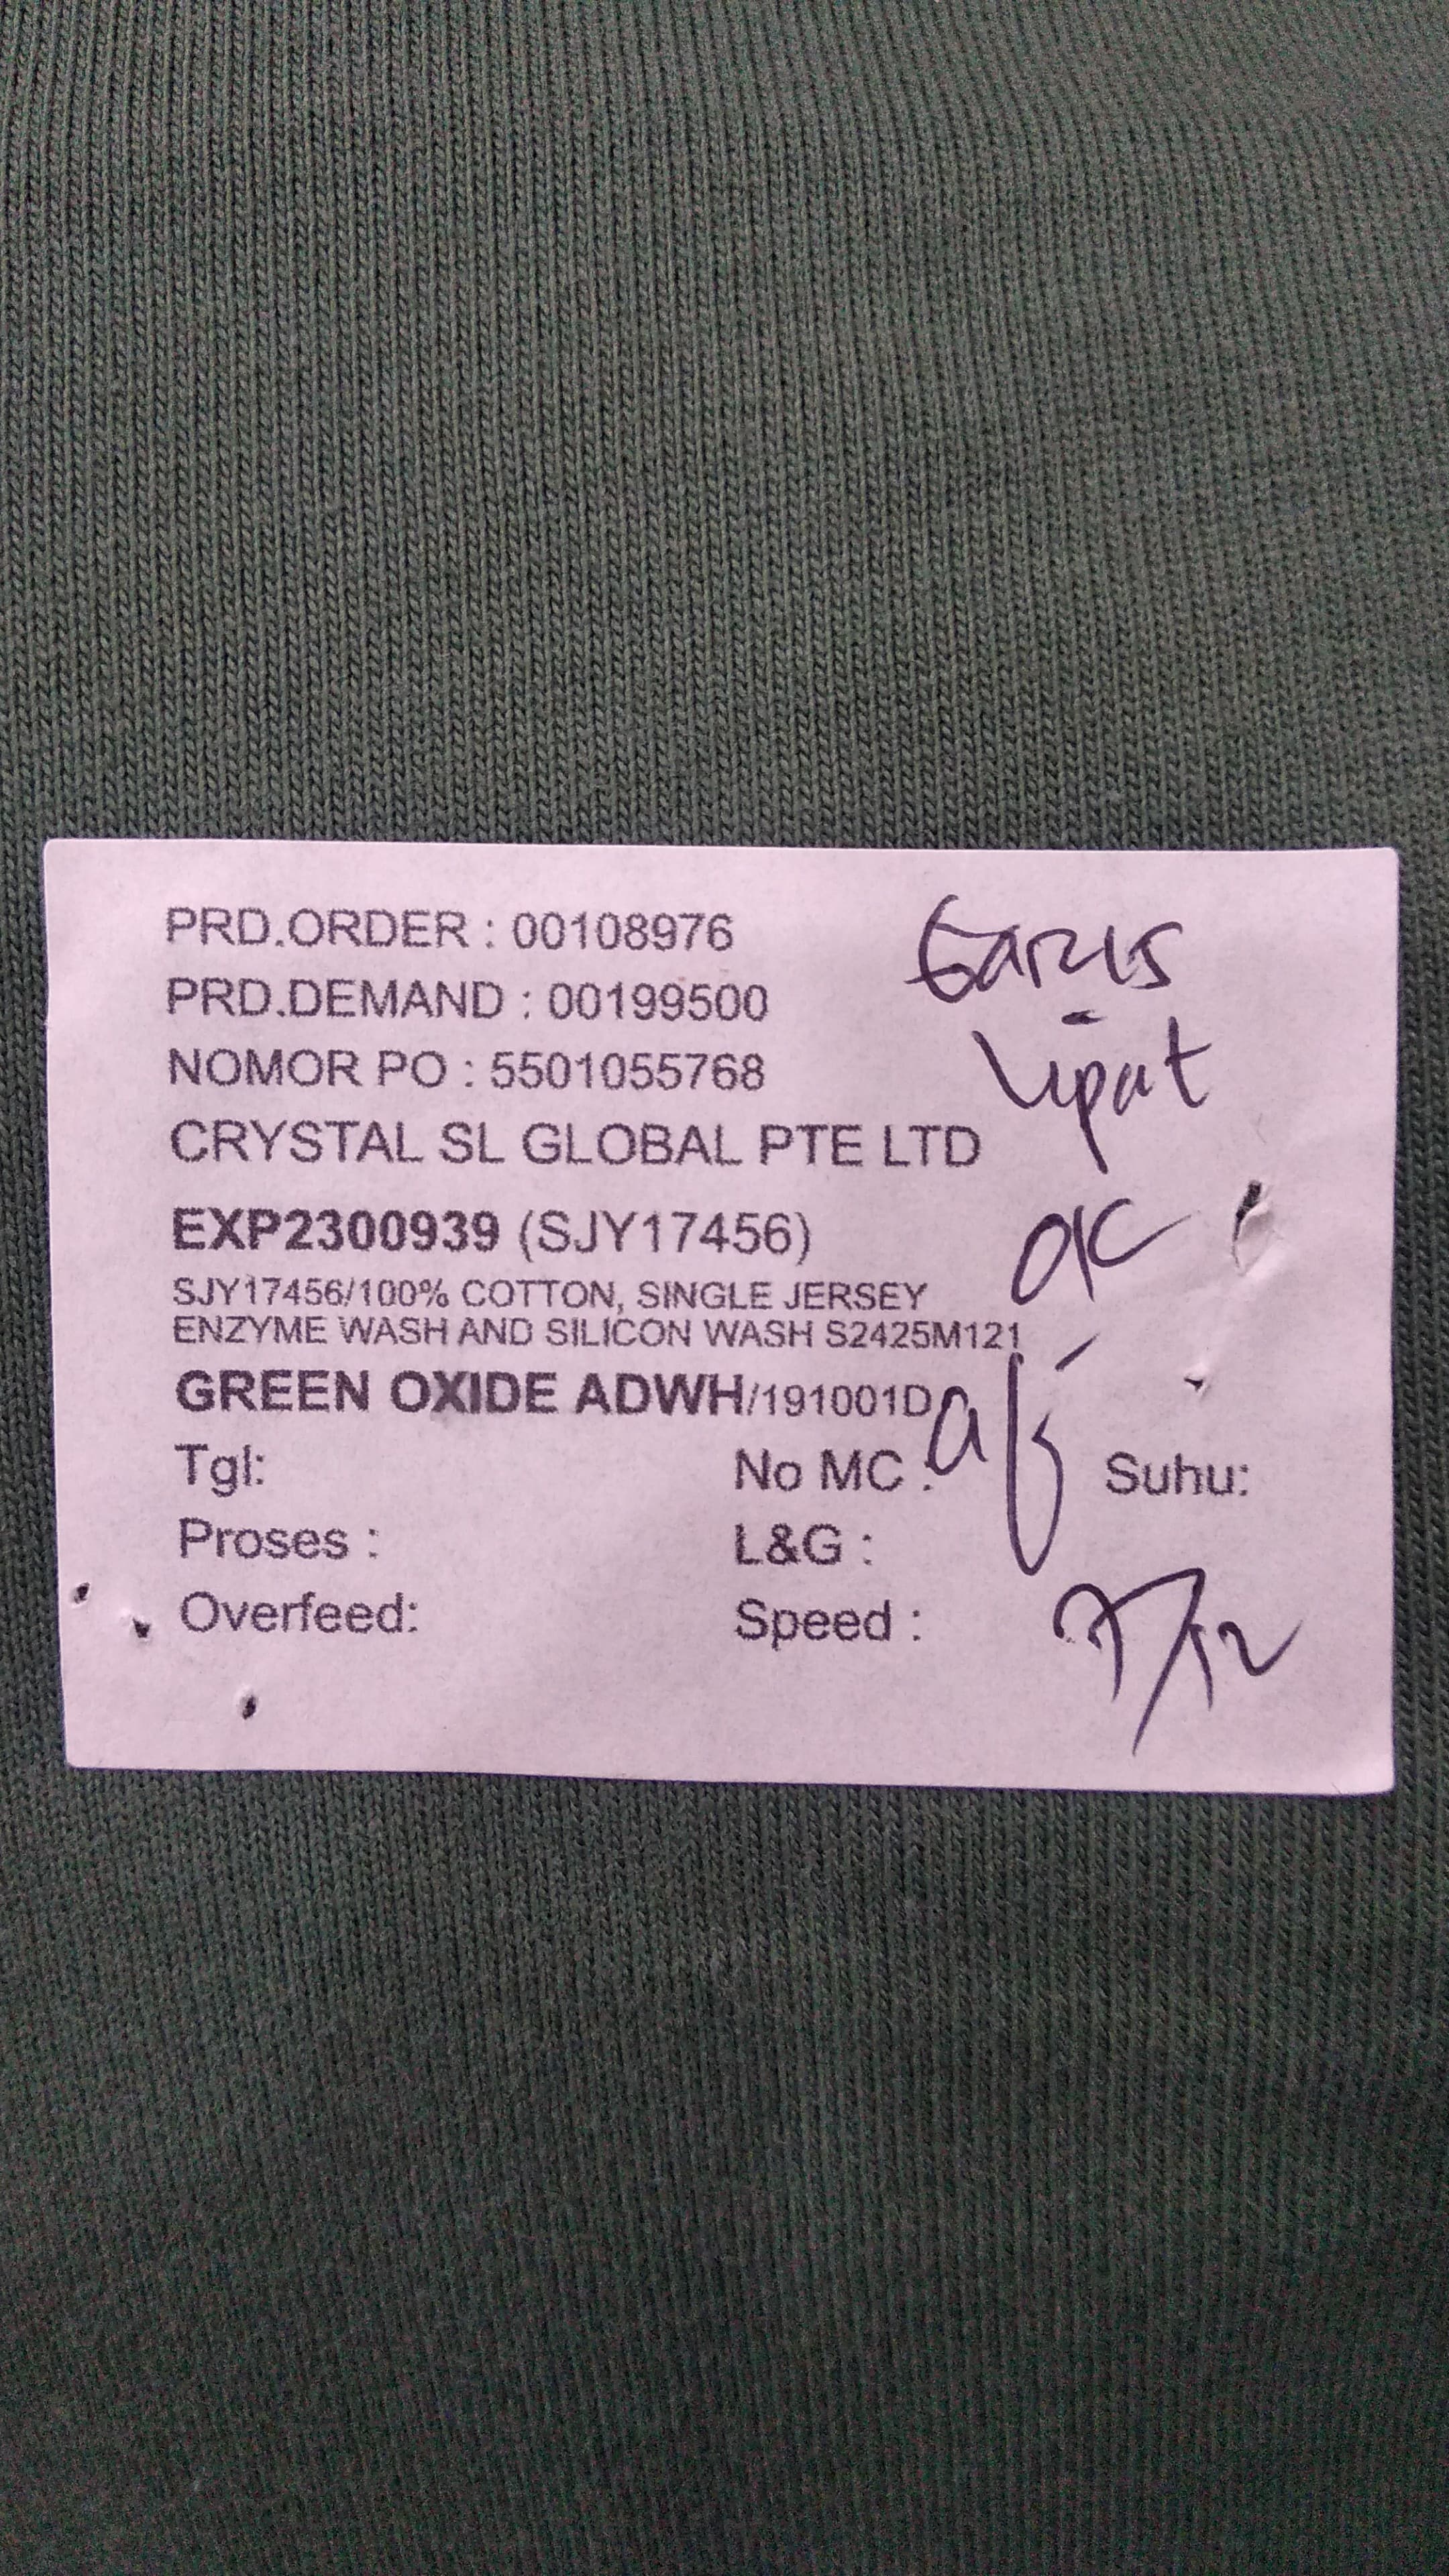 PRD.ORDER : 00108976
PRD.DEMAND : 00199500
NOMOR PO : 5501055768
CRYSTAL SL GLOBAL PTE LTD
EXP2300939 (SJY17456)
SJY17456/100% COTTON, SINGLE JERSEY
ENZYME WASH AND SILICON WASH S2425M121
GREEN OXIDE ADWH/191001D
Tgl: No MC : Suhu:
Proses : L&G :
Overfeed: Speed :
Garis
Lipat
OK